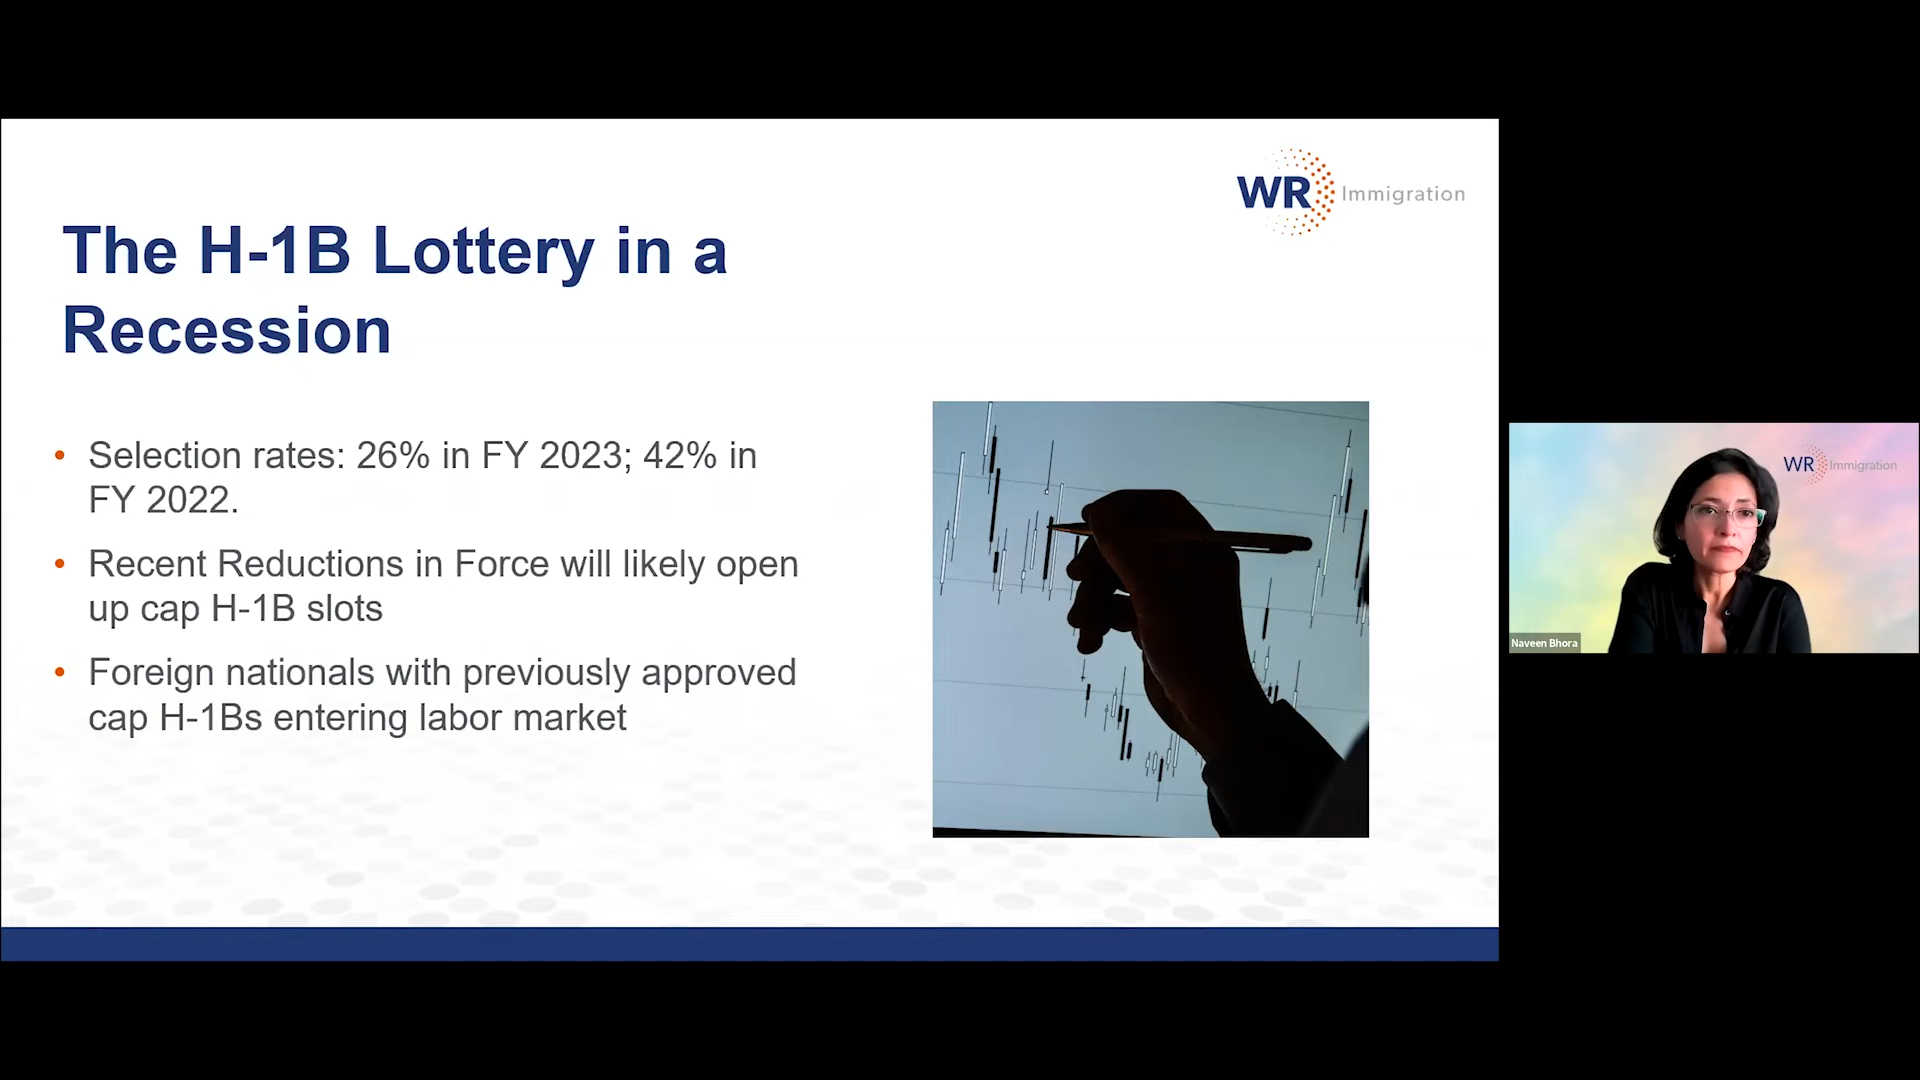 WR Immigration
The H-1B Lottery in a
Recession
• Selection rates: 26% in FY 2023; 42% in
FY 2022.
• Recent Reductions in Force will likely open
up cap H-1B slots
• Foreign nationals with previously approved
cap H-1Bs entering labor market
WR Immigration
Naveen Bhora